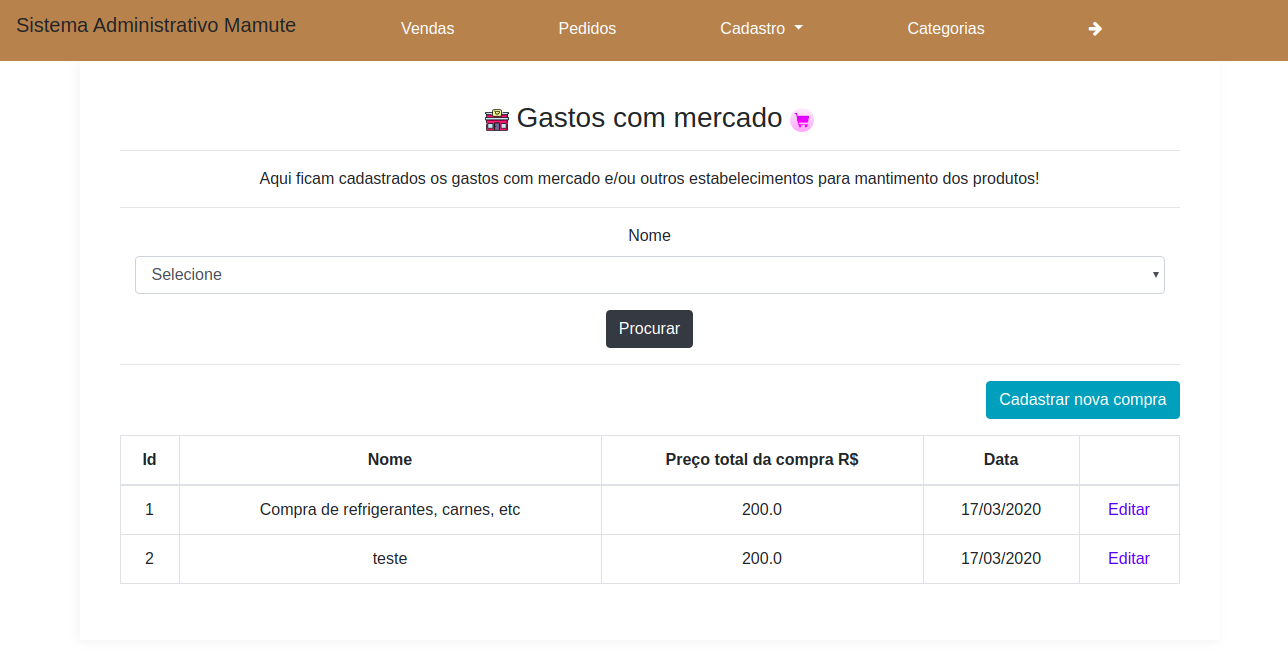 Sistema Administrativo Mamute Vendas Pedidos Cadastro Categorias
Gastos com mercado
Aqui ficam cadastrados os gastos com mercado e/ou outros estabelecimentos para mantimento dos produtos!
Nome
Selecione
Procurar
Cadastrar nova compra
Id Nome Preço total da compra R$ Data
1 Compra de refrigerantes, carnes, etc 200.0 17/03/2020 Editar
2 teste 200.0 17/03/2020 Editar